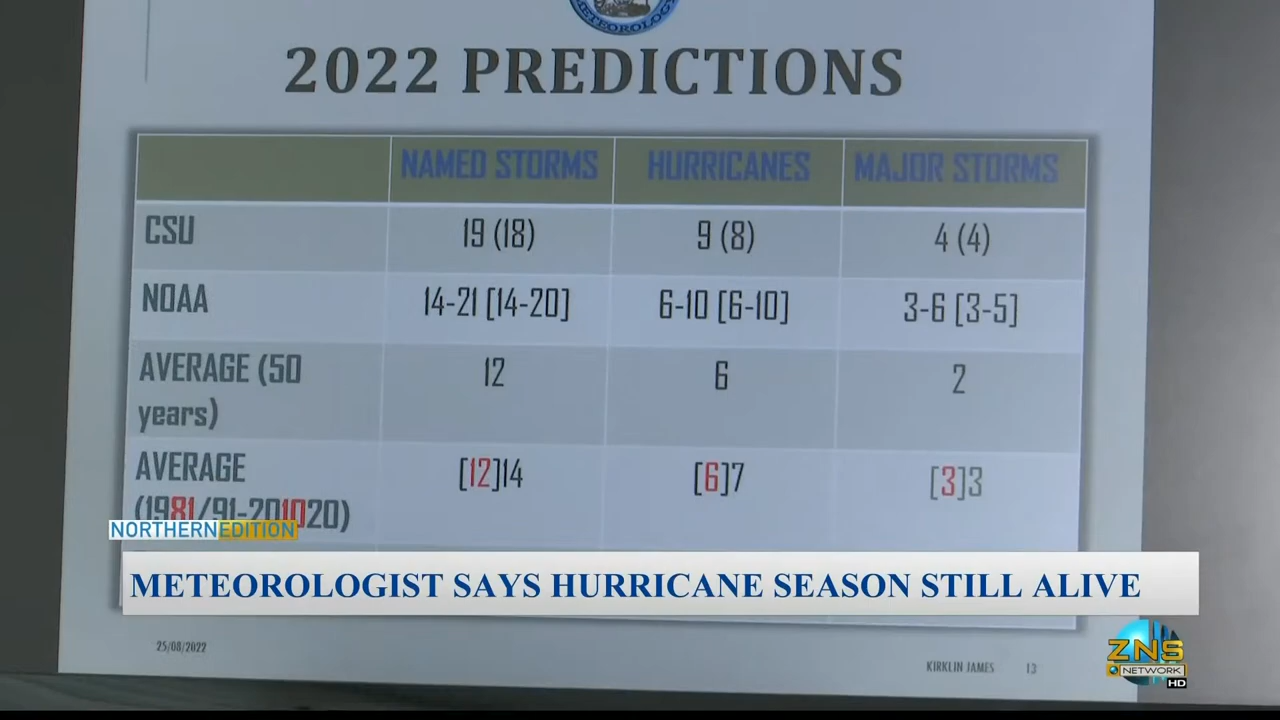 METEOROLOGY
2022 PREDICTIONS
NAMED STORMS HURRICANES MAJOR STORMS
CSU 19 (18) 9 (8) 4 (4)
NOAA 14-21 [14-20] 6-10 [6-10] 3-6 [3-5]
AVERAGE (50 12 6 2
years)
AVERAGE [12]14 [6]7 [3]3
(1981/91-201020)
NORTHERNEDITION
METEOROLOGIST SAYS HURRICANE SEASON STILL ALIVE
25/08/2022 KIRKLIN JAMES 13
ZNS
NETWORK
HD